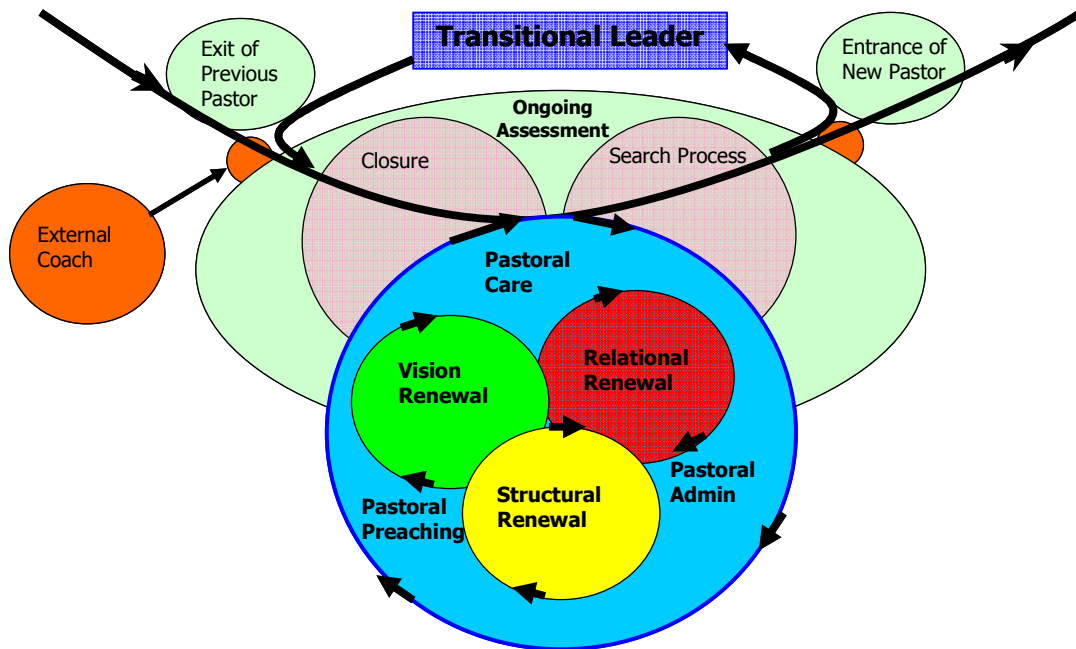 Transitional Leader
Exit of
Previous
Pastor
Entrance of
New Pastor
Ongoing
Assessment
Closure
Search Process
External
Coach
Pastoral
Care
Vision
Renewal
Relational
Renewal
Pastoral
Admin
Pastoral
Preaching
Structural
Renewal